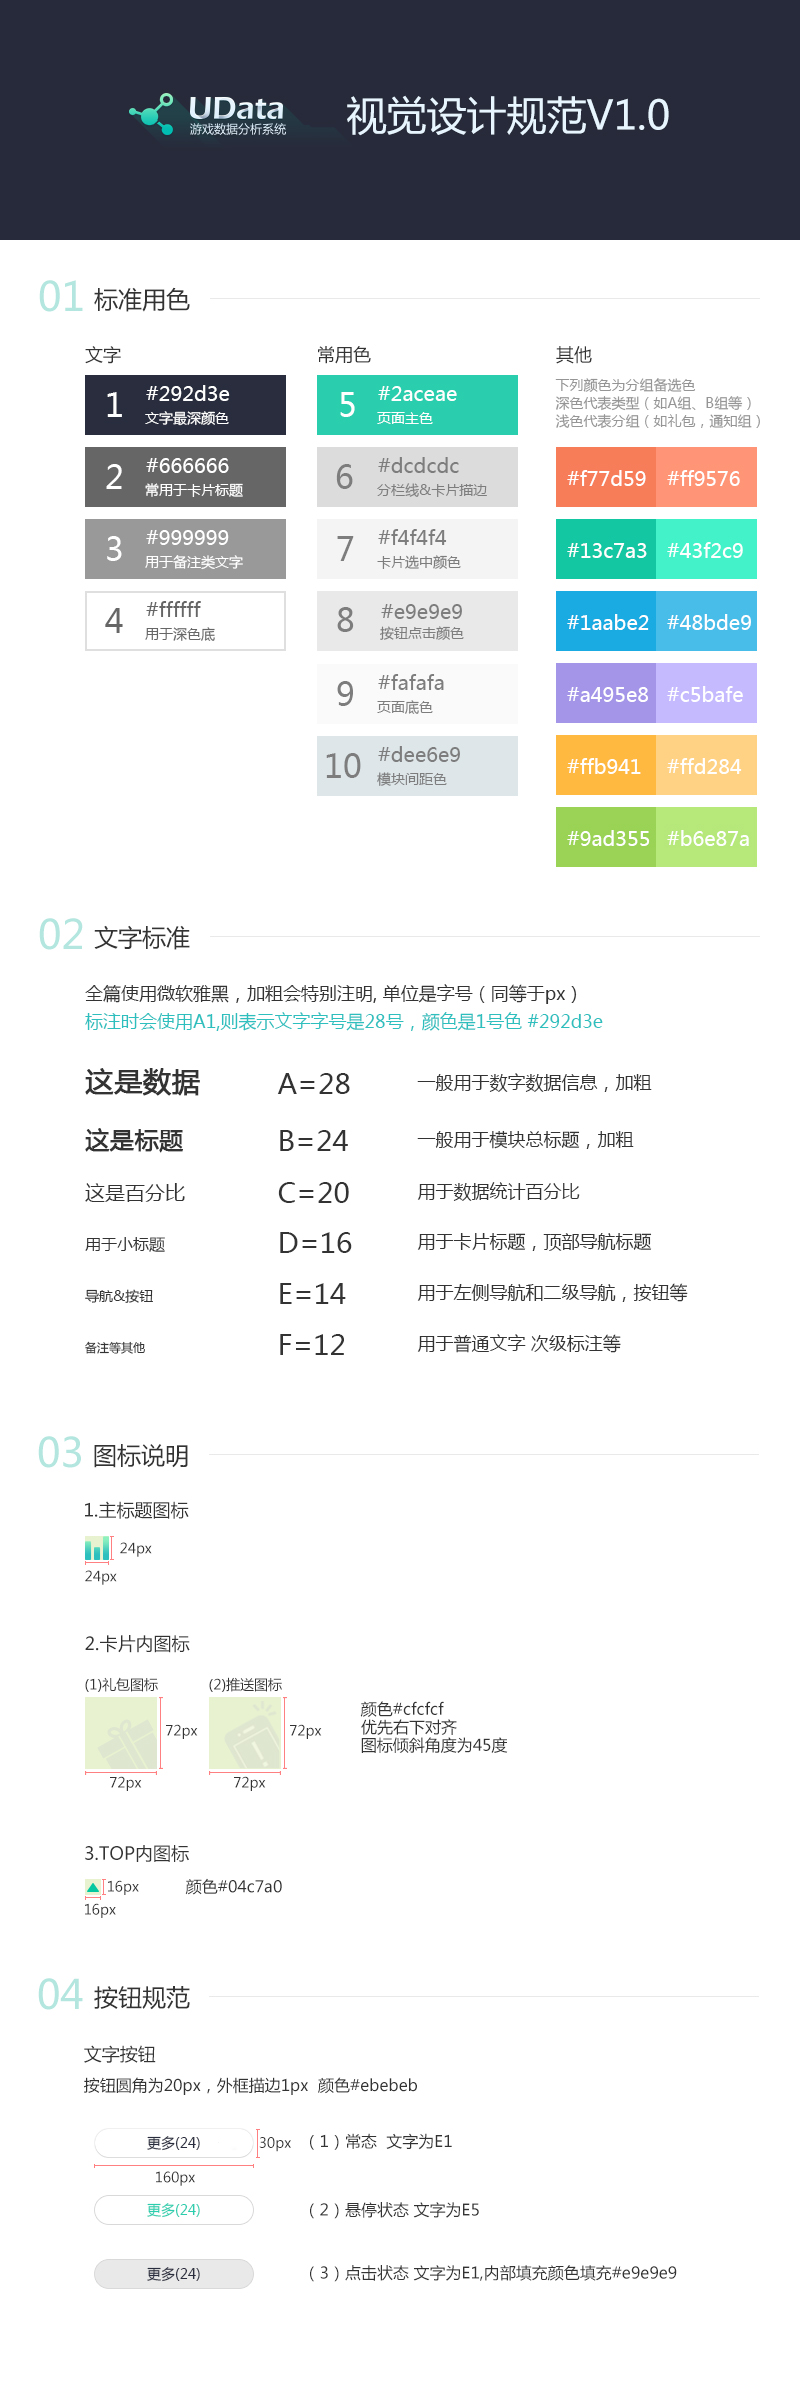 UData
游戏数据分析系统
视觉设计规范V1.0
01 标准用色
文字
1 #292d3e
文字最深颜色
2 #666666
常用于卡片标题
3 #999999
用于备注类文字
4 #ffffff
用于深色底
常用色
5 #2aceae
页面主色
6 #dcdcdc
分栏线&卡片描边
7 #f4f4f4
卡片选中颜色
8 #e9e9e9
按钮点击颜色
9 #fafafa
页面底色
10 #dee6e9
模块间距色
其他
下列颜色为分组备选色
深色代表类型（如A组、B组等）
浅色代表分组（如礼包，通知组）
#f77d59 #ff9576
#13c7a3 #43f2c9
#1aabe2 #48bde9
#a495e8 #c5bafe
#ffb941 #ffd284
#9ad355 #b6e87a
02 文字标准
全篇使用微软雅黑，加粗会特别注明, 单位是字号（同等于px）
标注时会使用A1,则表示文字字号是28号，颜色是1号色 #292d3e
这是数据 A=28 一般用于数字数据信息，加粗
这是标题 B=24 一般用于模块总标题，加粗
这是百分比 C=20 用于数据统计百分比
用于小标题 D=16 用于卡片标题，顶部导航标题
导航&按钮 E=14 用于左侧导航和二级导航，按钮等
备注等其他 F=12 用于普通文字 次级标注等
03 图标说明
1.主标题图标
24px
24px
2.卡片内图标
(1)礼包图标 (2)推送图标
72px 72px
72px 72px
颜色#cfcfcf
优先右下对齐
图标倾斜角度为45度
3.TOP内图标
16px 颜色#04c7a0
16px
04 按钮规范
文字按钮
按钮圆角为20px，外框描边1px 颜色#ebebeb
更多(24) 30px （1）常态 文字为E1
160px
更多(24) （2）悬停状态 文字为E5
更多(24) （3）点击状态 文字为E1,内部填充颜色填充#e9e9e9